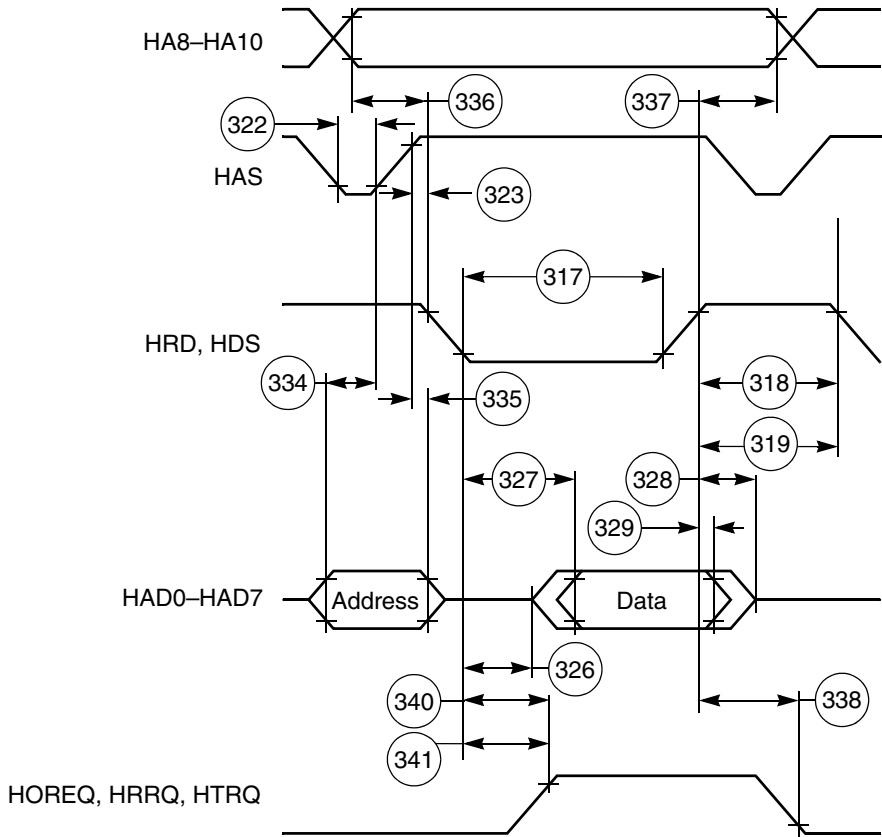 HA8–HA10
336
337
322
HAS
323
317
HRD, HDS
334
335
318
319
327
328
329
HAD0–HAD7
Address
Data
326
340
338
341
HOREQ, HRRQ, HTRQ